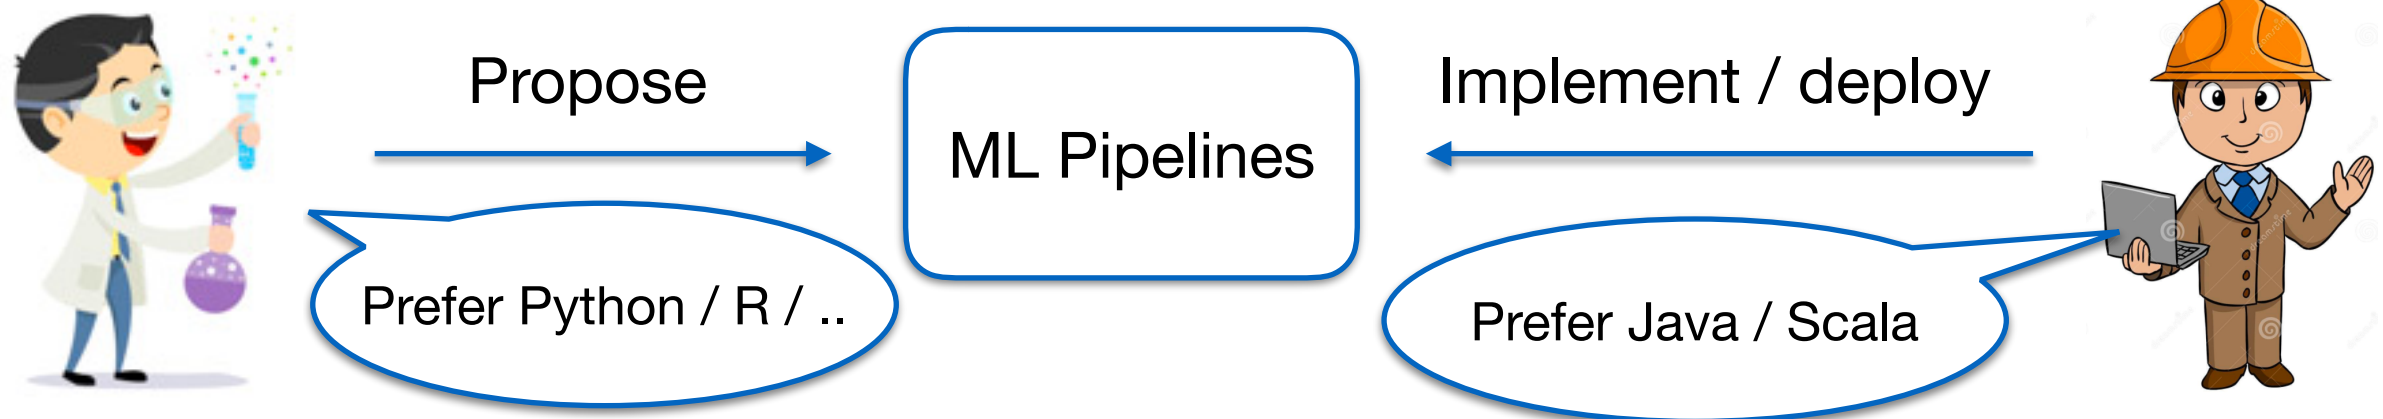 Propose
ML Pipelines
Implement / deploy
Prefer Python / R / ..
Prefer Java / Scala